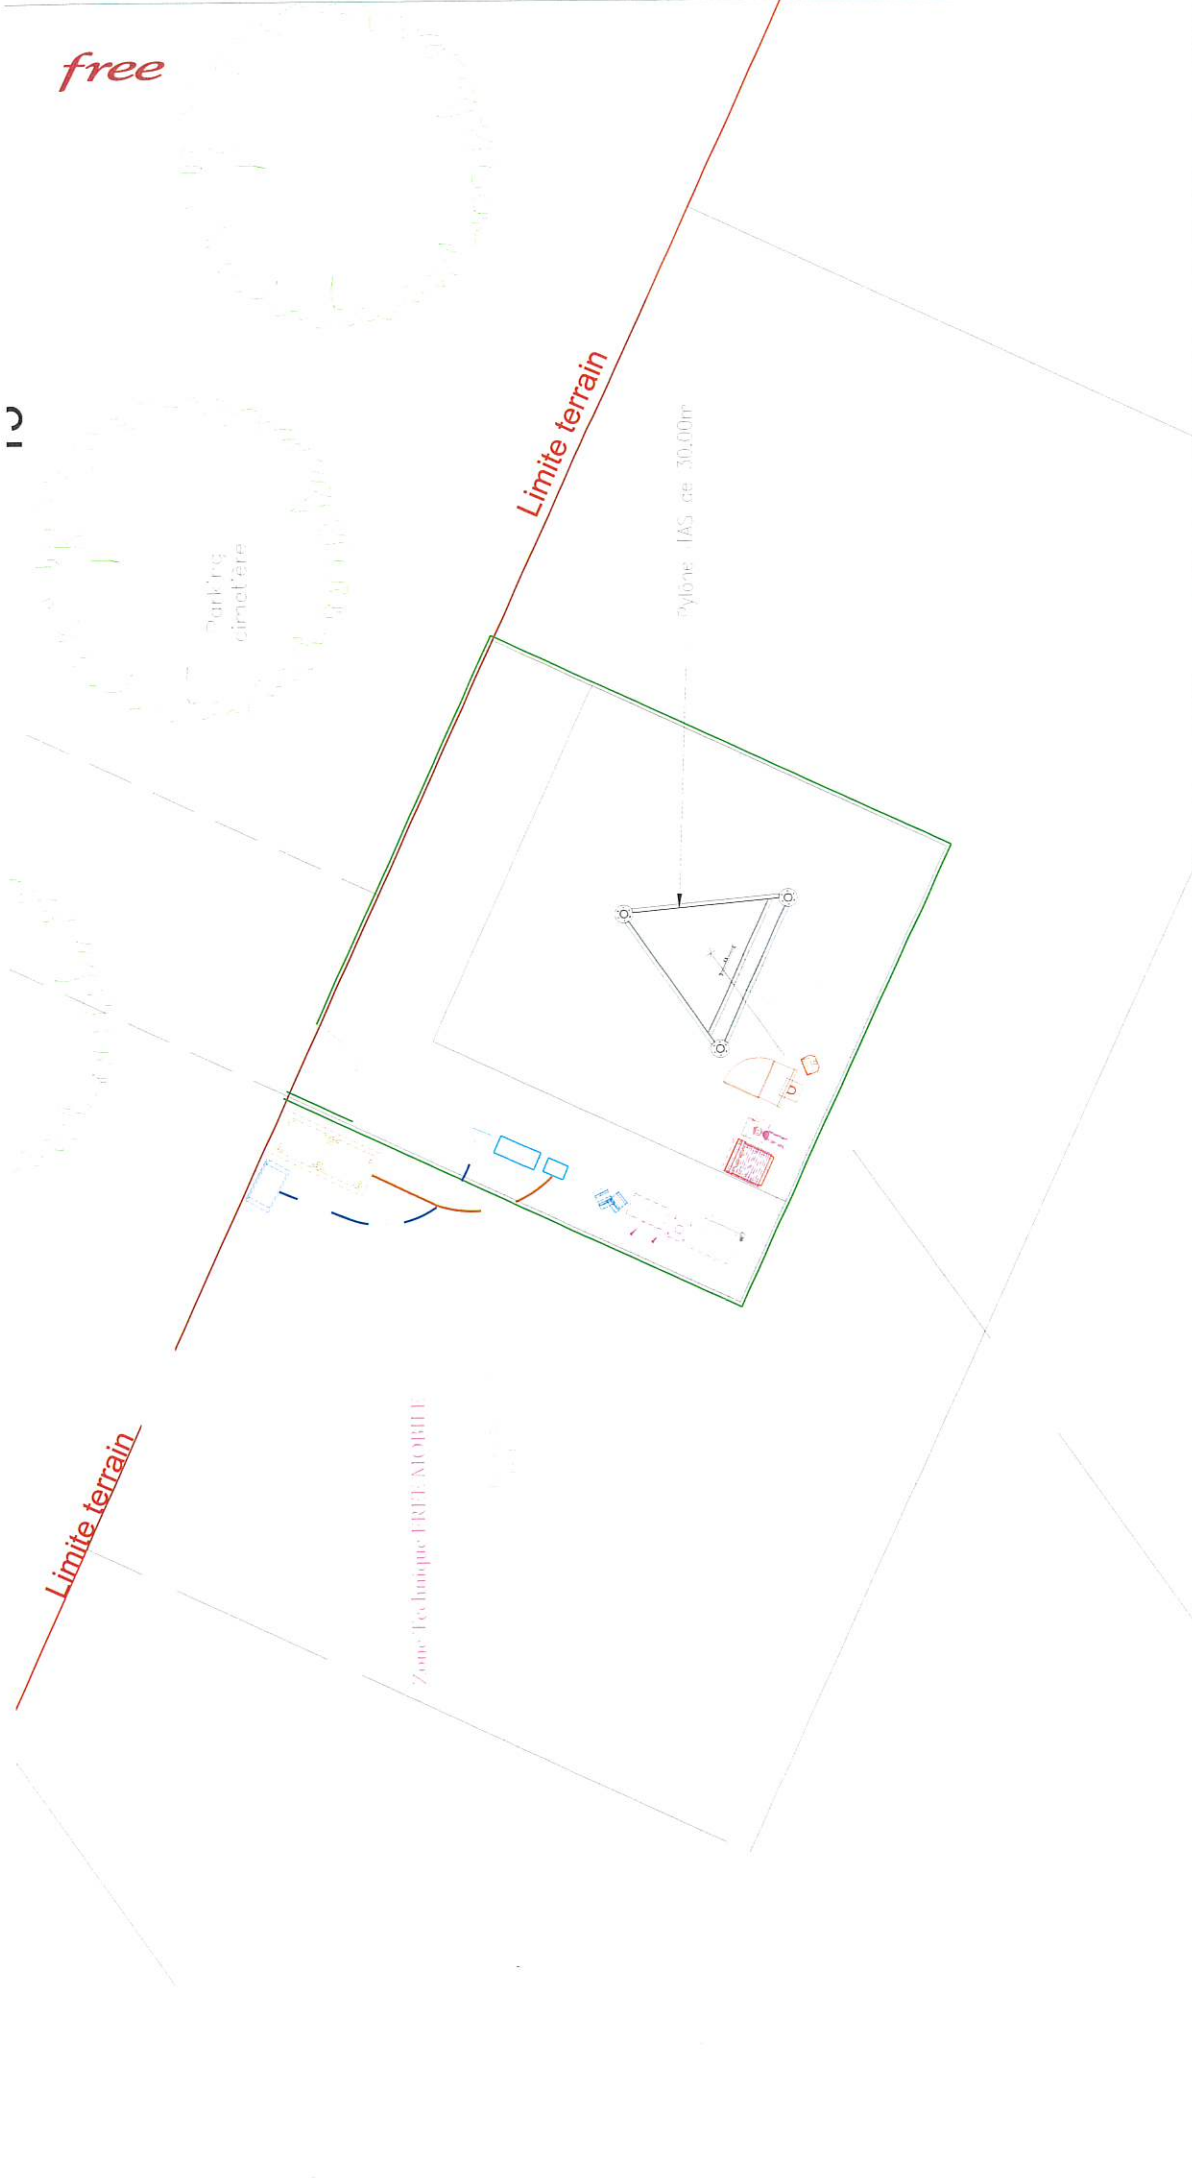 free
Limite terrain
Pylône IAS de 30.00m
Parking
cimetière
Zone Technique FREE MOBILE
Limite terrain